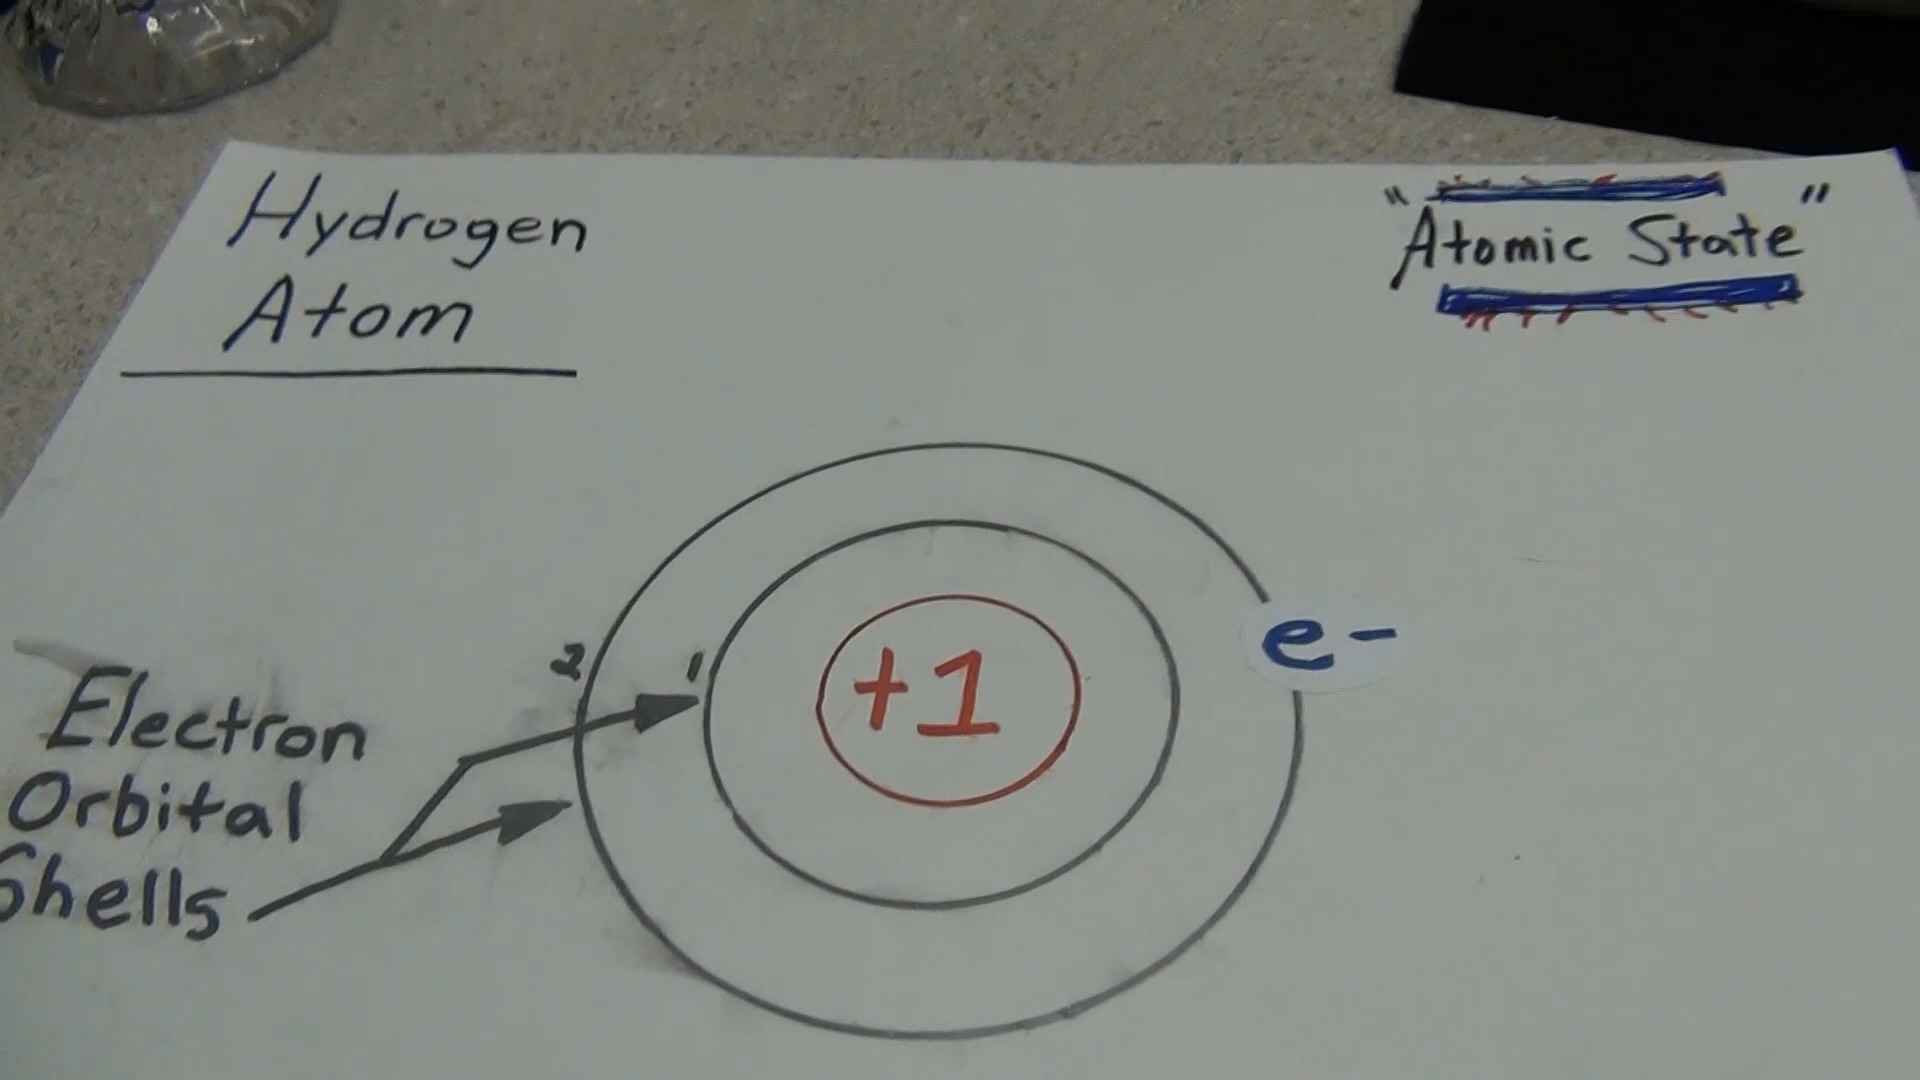 Hydrogen
Atom
" Atomic State "
2
1
Electron
Orbital
Shells
+1
e-